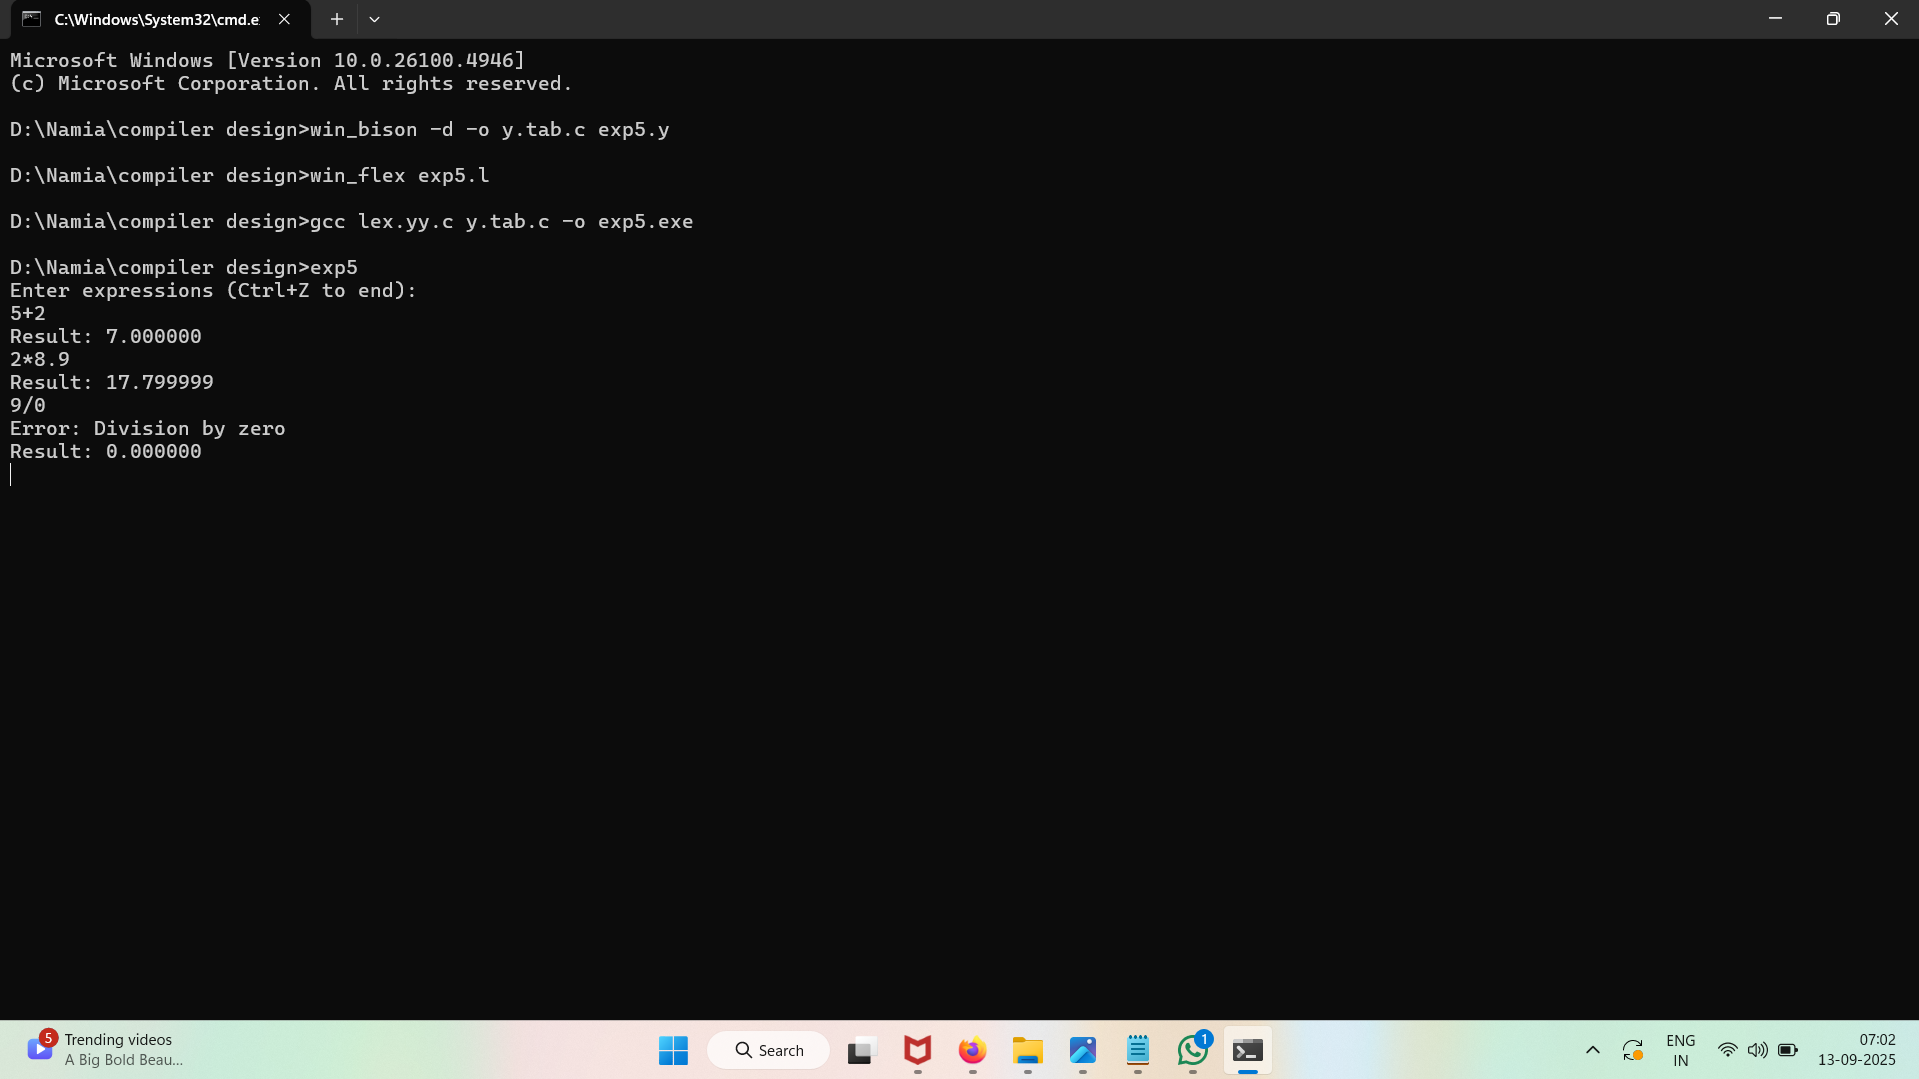 C:\Windows\System32\cmd.e
Microsoft Windows [Version 10.0.26100.4946]
(c) Microsoft Corporation. All rights reserved.
D:\Namia\compiler design>win_bison -d -o y.tab.c exp5.y
D:\Namia\compiler design>win_flex exp5.l
D:\Namia\compiler design>gcc lex.yy.c y.tab.c -o exp5.exe
D:\Namia\compiler design>exp5
Enter expressions (Ctrl+Z to end):
5+2
Result: 7.000000
2*8.9
Result: 17.799999
9/0
Error: Division by zero
Result: 0.000000
5
Trending videos
A Big Bold Beau...
Search
1
ENG
IN
07:02
13-09-2025